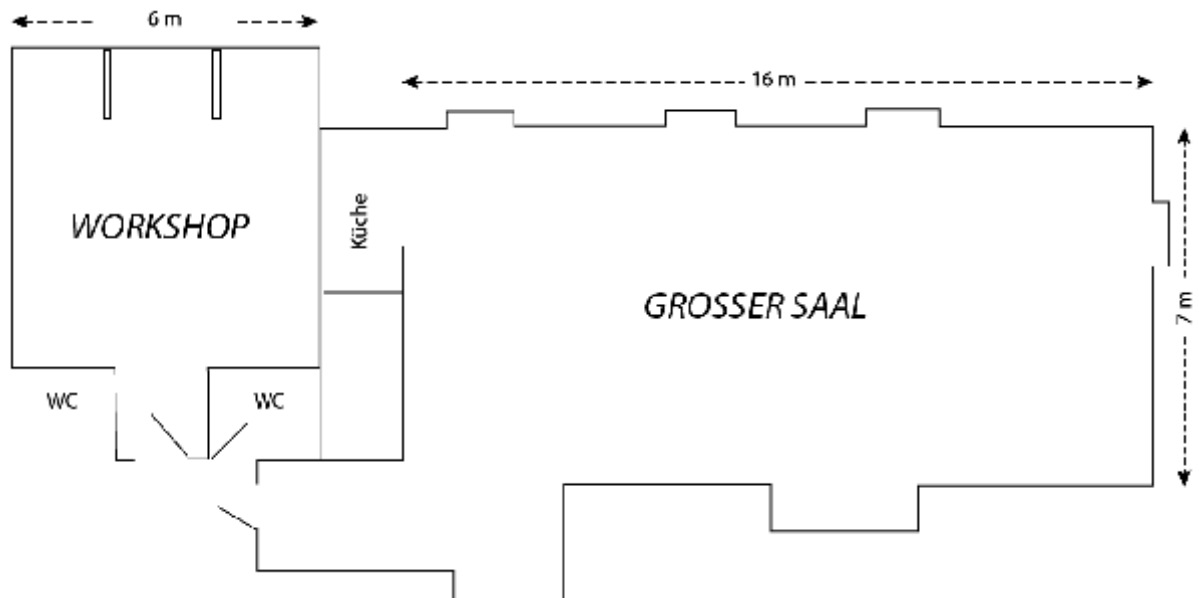 6 m
16 m
Küche
WORKSHOP
GROSSER SAAL
7 m
WC
WC